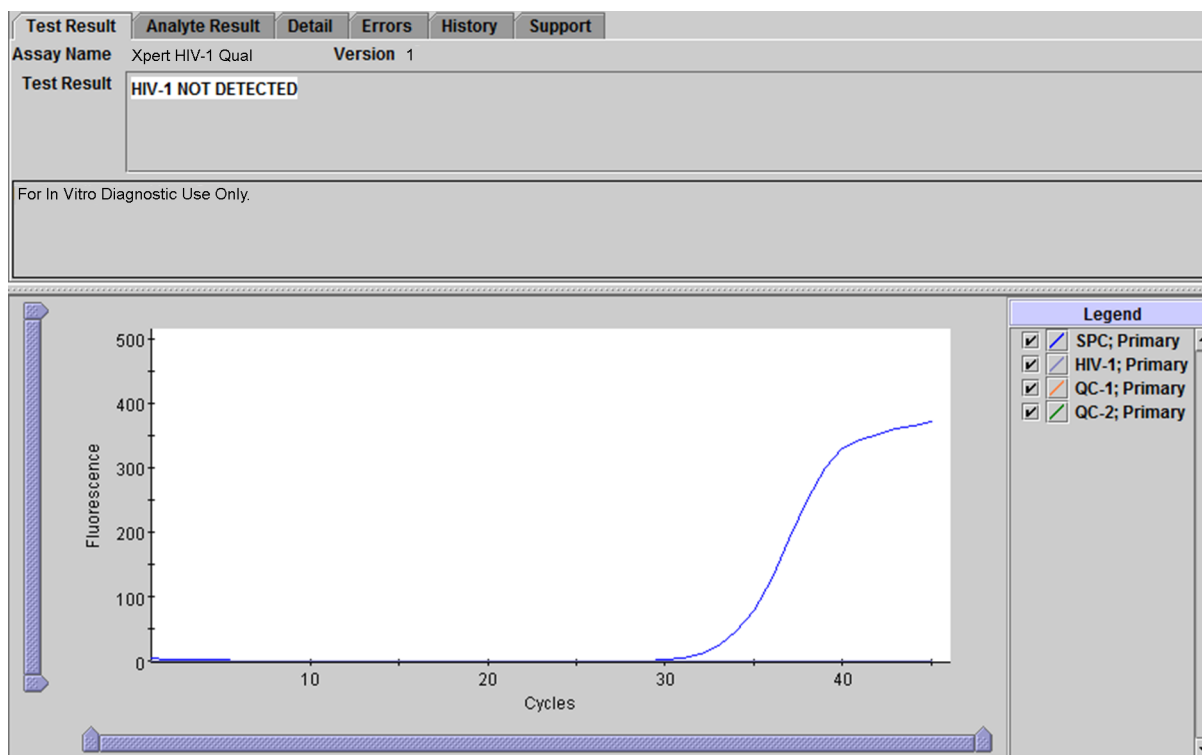 Test Result Analyte Result Detail Errors History Support
Assay Name Xpert HIV-1 Qual Version 1
Test Result HIV-1 NOT DETECTED
For In Vitro Diagnostic Use Only.
Legend
SPC; Primary
HIV-1; Primary
QC-1; Primary
QC-2; Primary
500
400
300
200
100
0
Fluorescence
10 20 30 40
Cycles